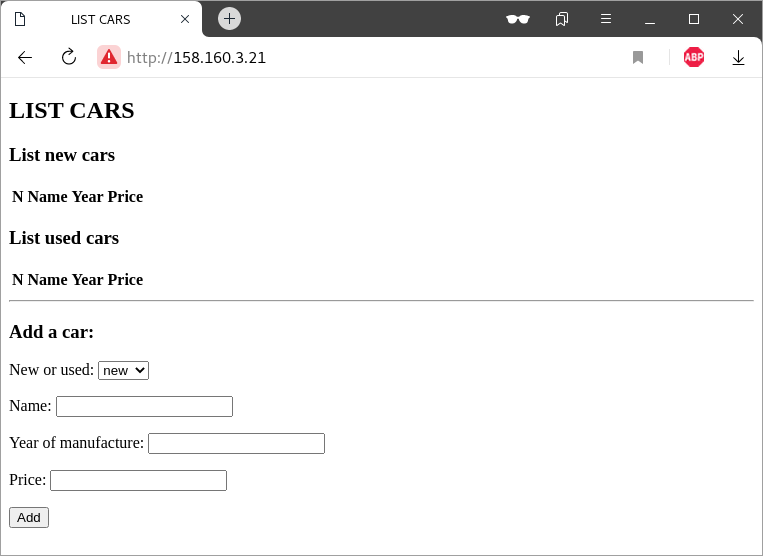 LIST CARS
http://158.160.3.21
ABP
LIST CARS
List new cars
N Name Year Price
List used cars
N Name Year Price
Add a car:
New or used: new
Name:
Year of manufacture:
Price:
Add